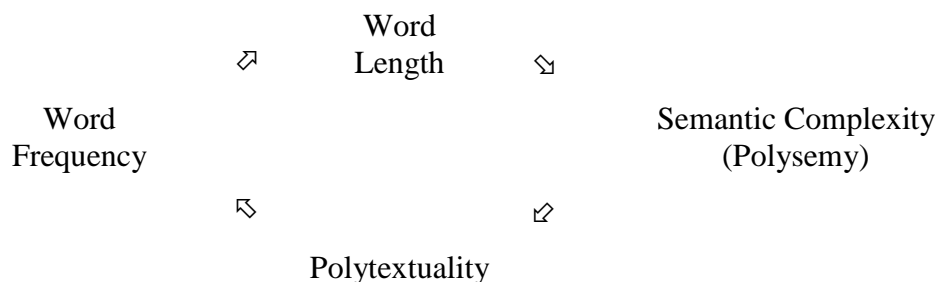 Word
Length
Word
Frequency
Semantic Complexity
(Polysemy)
Polytextuality